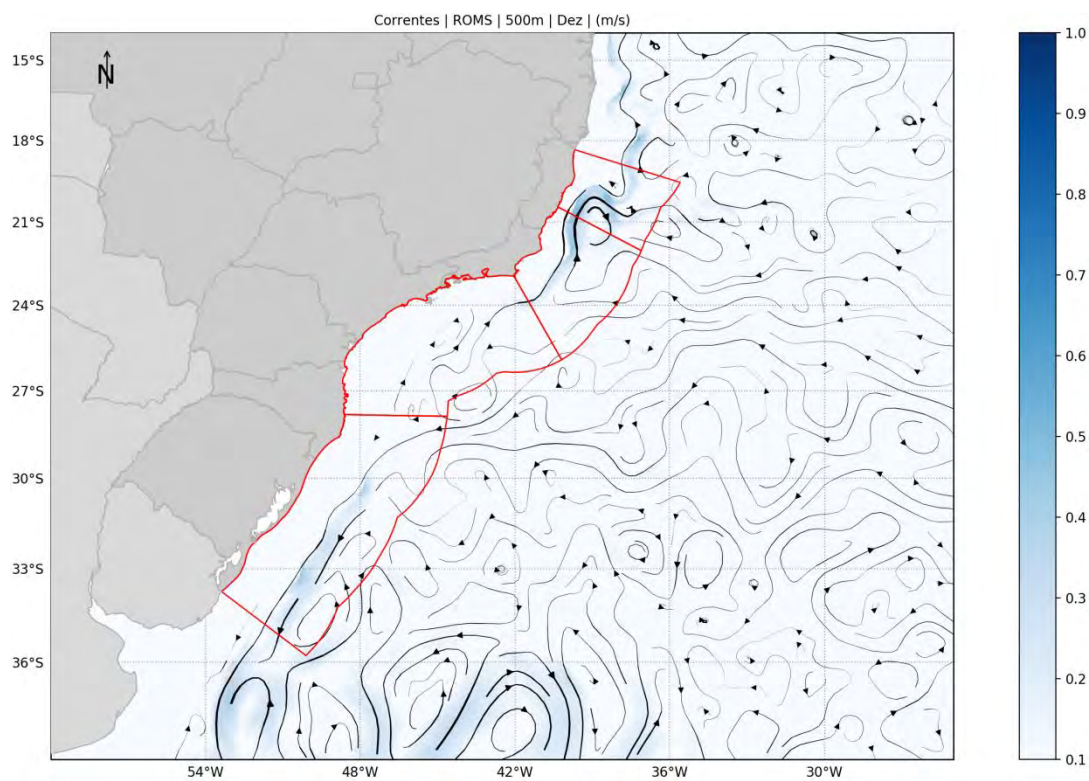 Correntes | ROMS | 500m | Dez | (m/s)
N
15°S
18°S
21°S
24°S
27°S
30°S
33°S
36°S
54°W 48°W 42°W 36°W 30°W
1.0
0.9
0.8
0.7
0.6
0.5
0.4
0.3
0.2
0.1